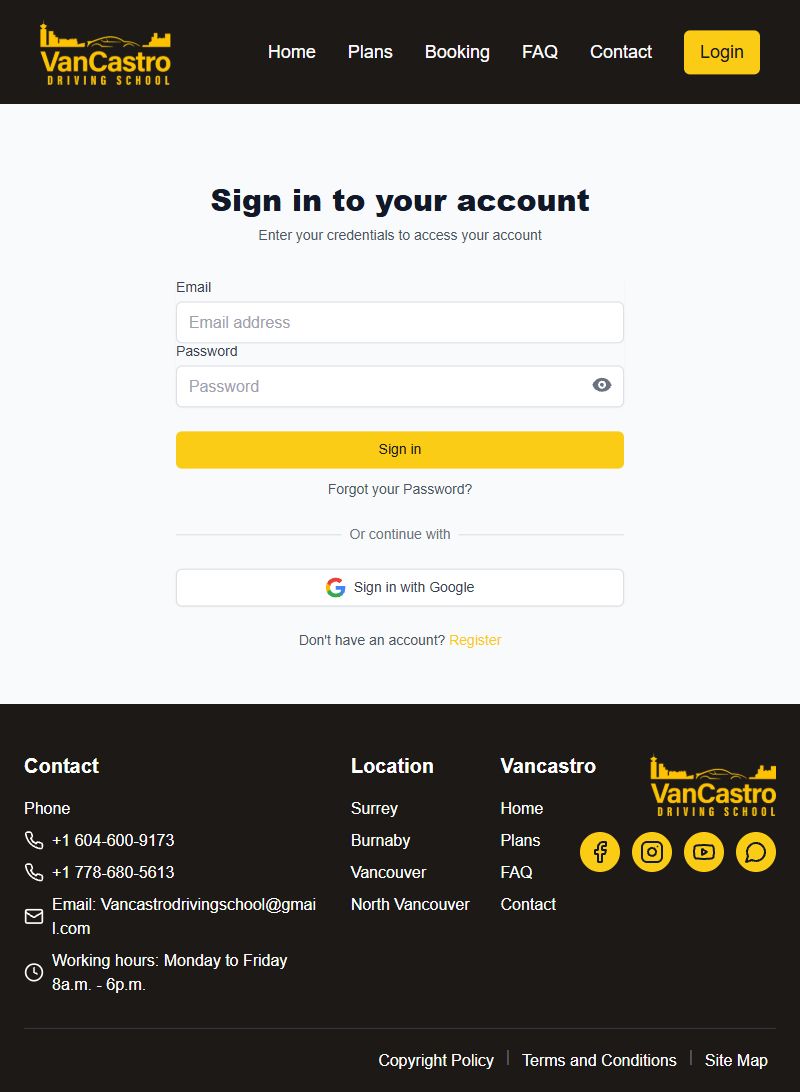 VanCastro
DRIVING SCHOOL
Home
Plans
Booking
FAQ
Contact
Login
Sign in to your account
Enter your credentials to access your account
Email
Email address
Password
Password
Sign in
Forgot your Password?
Or continue with
Sign in with Google
Don't have an account? Register
Contact
Phone
+1 604-600-9173
+1 778-680-5613
Email: Vancastrodrivingschool@gmai
l.com
Working hours: Monday to Friday
8a.m. - 6p.m.
Location
Surrey
Burnaby
Vancouver
North Vancouver
Vancastro
Home
Plans
FAQ
Contact
VanCastro
DRIVING SCHOOL
Copyright Policy
Terms and Conditions
Site Map